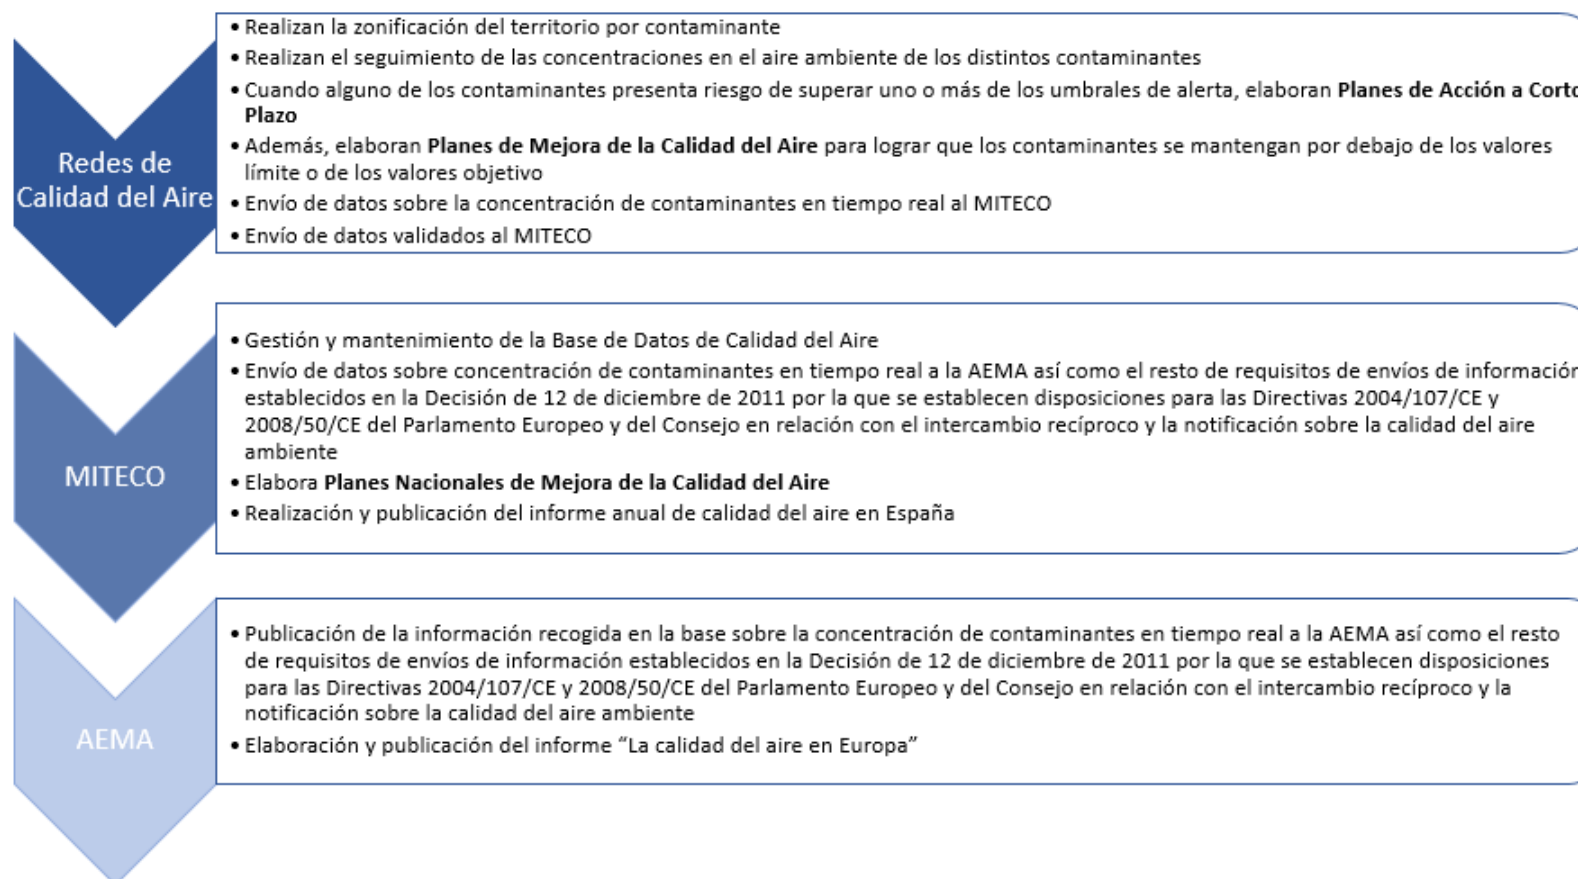 • Realizan la zonificación del territorio por contaminante
• Realizan el seguimiento de las concentraciones en el aire ambiente de los distintos contaminantes
• Cuando alguno de los contaminantes presenta riesgo de superar uno o más de los umbrales de alerta, elaboran Planes de Acción a Corto
Plazo
• Además, elaboran Planes de Mejora de la Calidad del Aire para lograr que los contaminantes se mantengan por debajo de los valores
límite o de los valores objetivo
• Envío de datos sobre la concentración de contaminantes en tiempo real al MITECO
• Envío de datos validados al MITECO
Redes de
Calidad del Aire
• Gestión y mantenimiento de la Base de Datos de Calidad del Aire
• Envío de datos sobre concentración de contaminantes en tiempo real a la AEMA así como el resto de requisitos de envíos de información
establecidos en la Decisión de 12 de diciembre de 2011 por la que se establecen disposiciones para las Directivas 2004/107/CE y
2008/50/CE del Parlamento Europeo y del Consejo en relación con el intercambio recíproco y la notificación sobre la calidad del aire
ambiente
• Elabora Planes Nacionales de Mejora de la Calidad del Aire
• Realización y publicación del informe anual de calidad del aire en España
MITECO
• Publicación de la información recogida en la base sobre la concentración de contaminantes en tiempo real a la AEMA así como el resto
de requisitos de envíos de información establecidos en la Decisión de 12 de diciembre de 2011 por la que se establecen disposiciones
para las Directivas 2004/107/CE y 2008/50/CE del Parlamento Europeo y del Consejo en relación con el intercambio recíproco y la
notificación sobre la calidad del aire ambiente
• Elaboración y publicación del informe “La calidad del aire en Europa”
AEMA